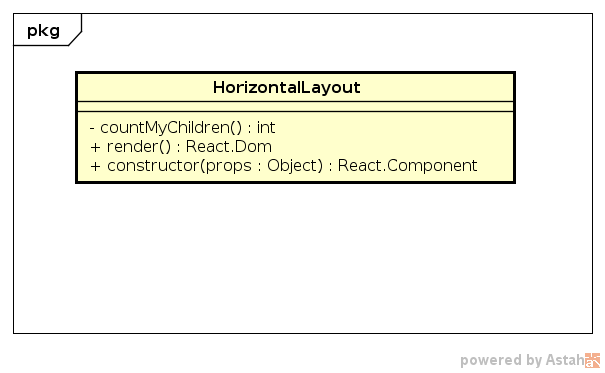 pkg
HorizontalLayout
- countMyChildren() : int
+ render() : React.Dom
+ constructor(props : Object) : React.Component
powered by Astah